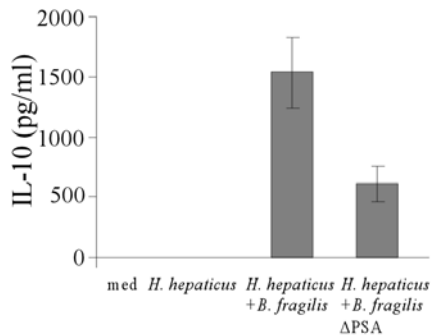 2000
1500
1000
500
0
IL-10 (pg/ml)
med H. hepaticus H. hepaticus H. hepaticus
+B. fragilis + B. fragilis
ΔPSA